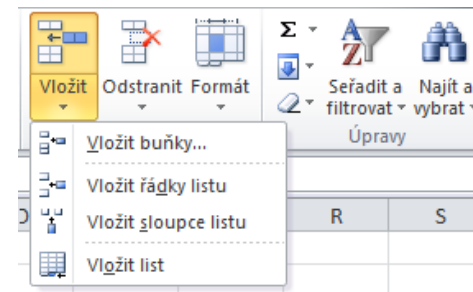 Σ
A
Z
Vložit Odstranit Formát
Seřadit a
filtrovat
Najít a
vybrat
Úpravy
Vložit buňky...
Vložit řádky listu
Vložit sloupce listu
Vložit list
R S